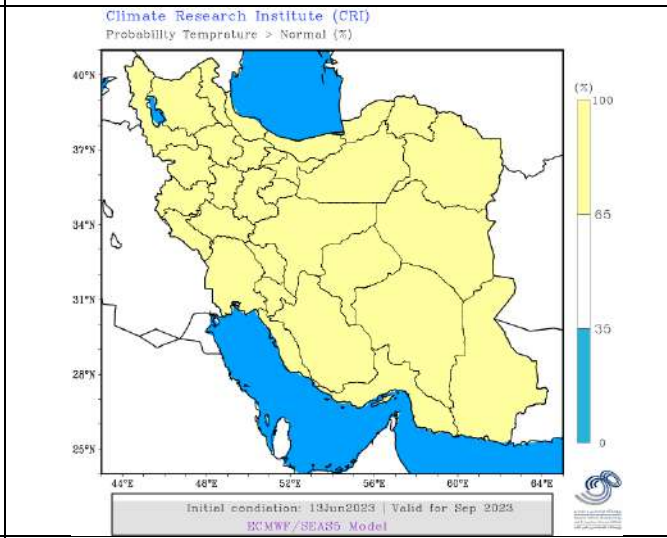 Climate Research Institute (CRI)
Probability Temprature > Normal (%)
(%)
100
65
35
0
40°N
37°N
34°N
31°N
28°N
25°N
44°E 48°E 52°E 56°E 60°E 64°E
Initial condiation: 13Jun2023 | Valid for Sep 2023
ECMWF/SEAS5 Model